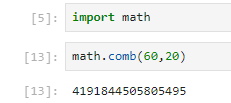 [5]: import math
[13]: math.comb(60,20)
[13]: 4191844505805495